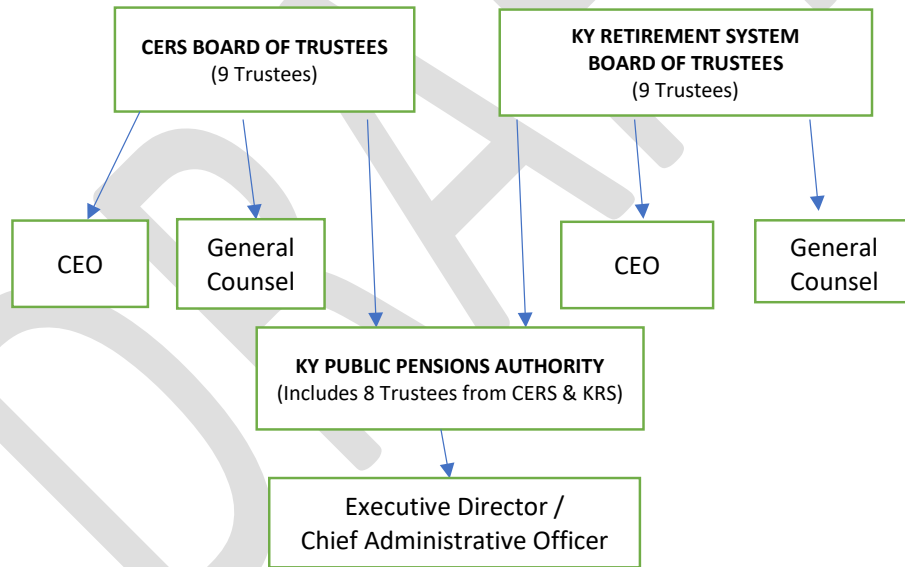 CERS BOARD OF TRUSTEES
(9 Trustees)
KY RETIREMENT SYSTEM
BOARD OF TRUSTEES
(9 Trustees)
CEO
General
Counsel
CEO
General
Counsel
KY PUBLIC PENSIONS AUTHORITY
(Includes 8 Trustees from CERS & KRS)
Executive Director /
Chief Administrative Officer